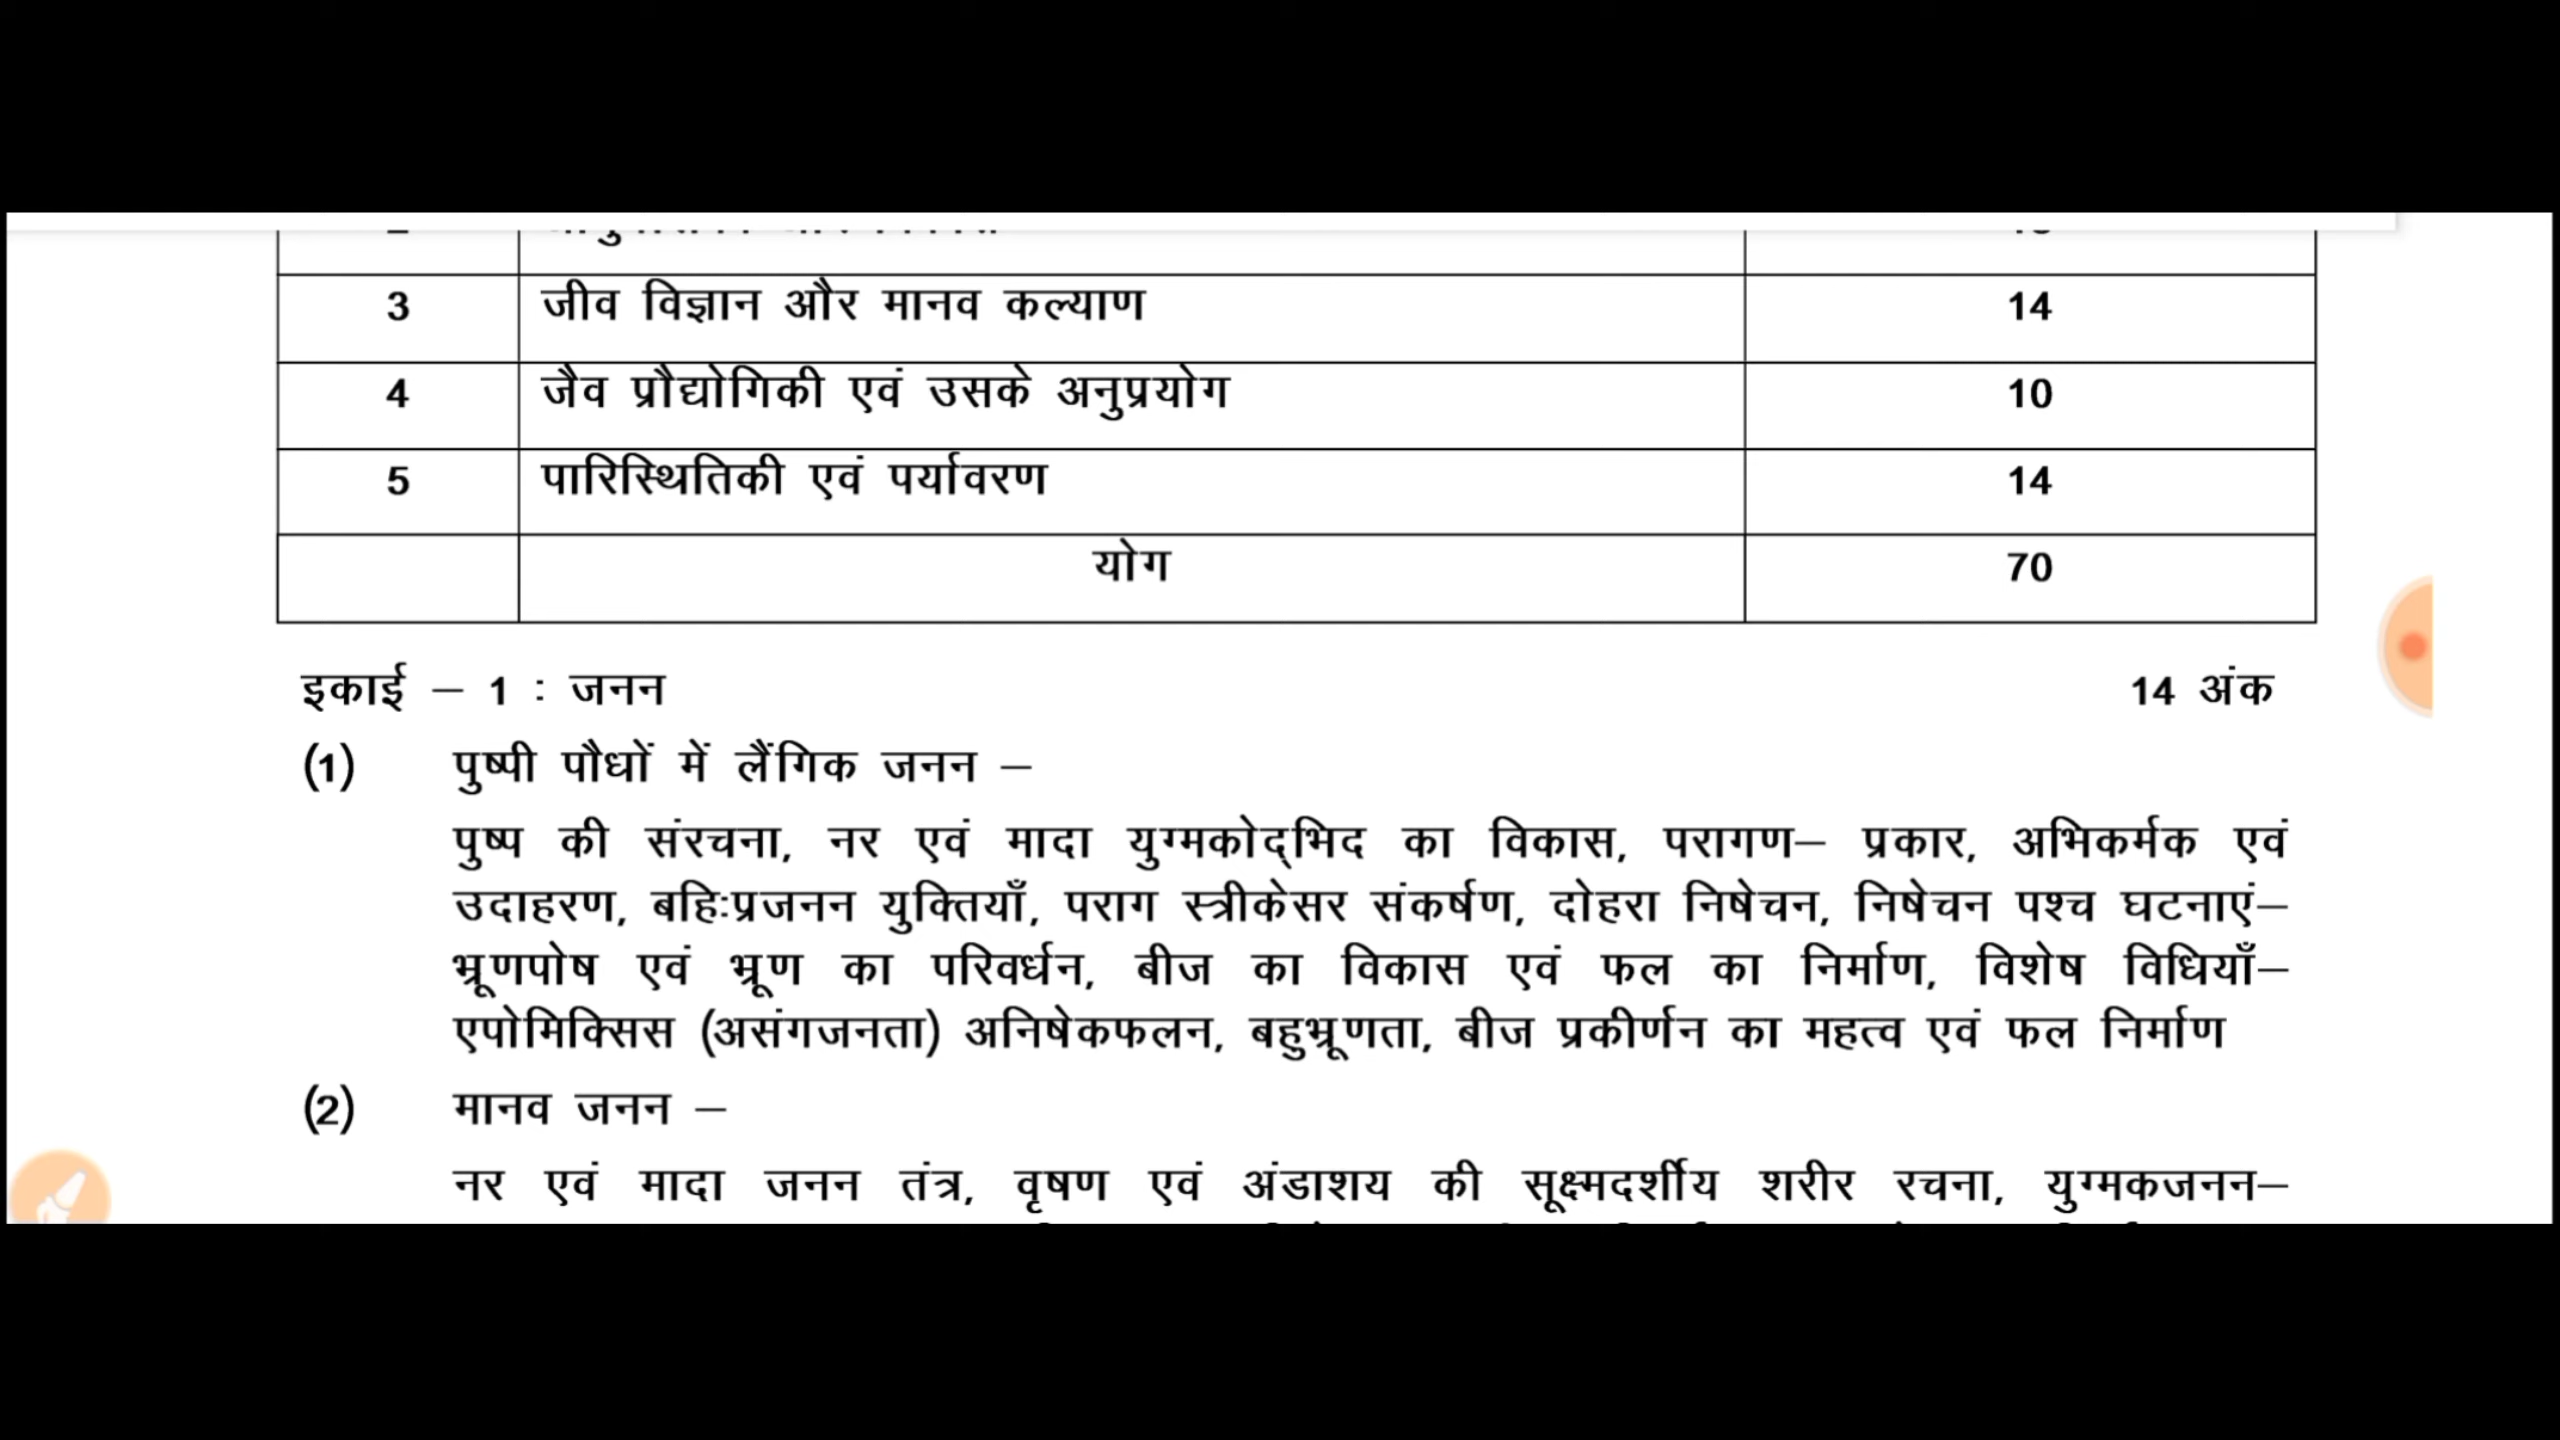 3 जीव विज्ञान और मानव कल्याण 14
4 जैव प्रौद्योगिकी एवं उसके अनुप्रयोग 10
5 पारिस्थितिकी एवं पर्यावरण 14
योग 70
इकाई – 1 : जनन 14 अंक
(1) पुष्पी पौधों में लैंगिक जनन –
पुष्प की संरचना, नर एवं मादा युग्मकोद्‌भिद का विकास, परागण– प्रकार, अभिकर्मक एवं
उदाहरण, बहिःप्रजनन युक्तियाँ, पराग स्त्रीकेसर संकर्षण, दोहरा निषेचन, निषेचन पश्च घटनाएं–
भ्रूणपोष एवं भ्रूण का परिवर्धन, बीज का विकास एवं फल का निर्माण, विशेष विधियाँ–
एपोमिक्सिस (असंगजनता) अनिषेकफलन, बहुभ्रूणता, बीज प्रकीर्णन का महत्व एवं फल निर्माण
(2) मानव जनन –
नर एवं मादा जनन तंत्र, वृषण एवं अंडाशय की सूक्ष्मदर्शीय शरीर रचना, युग्मकजनन–